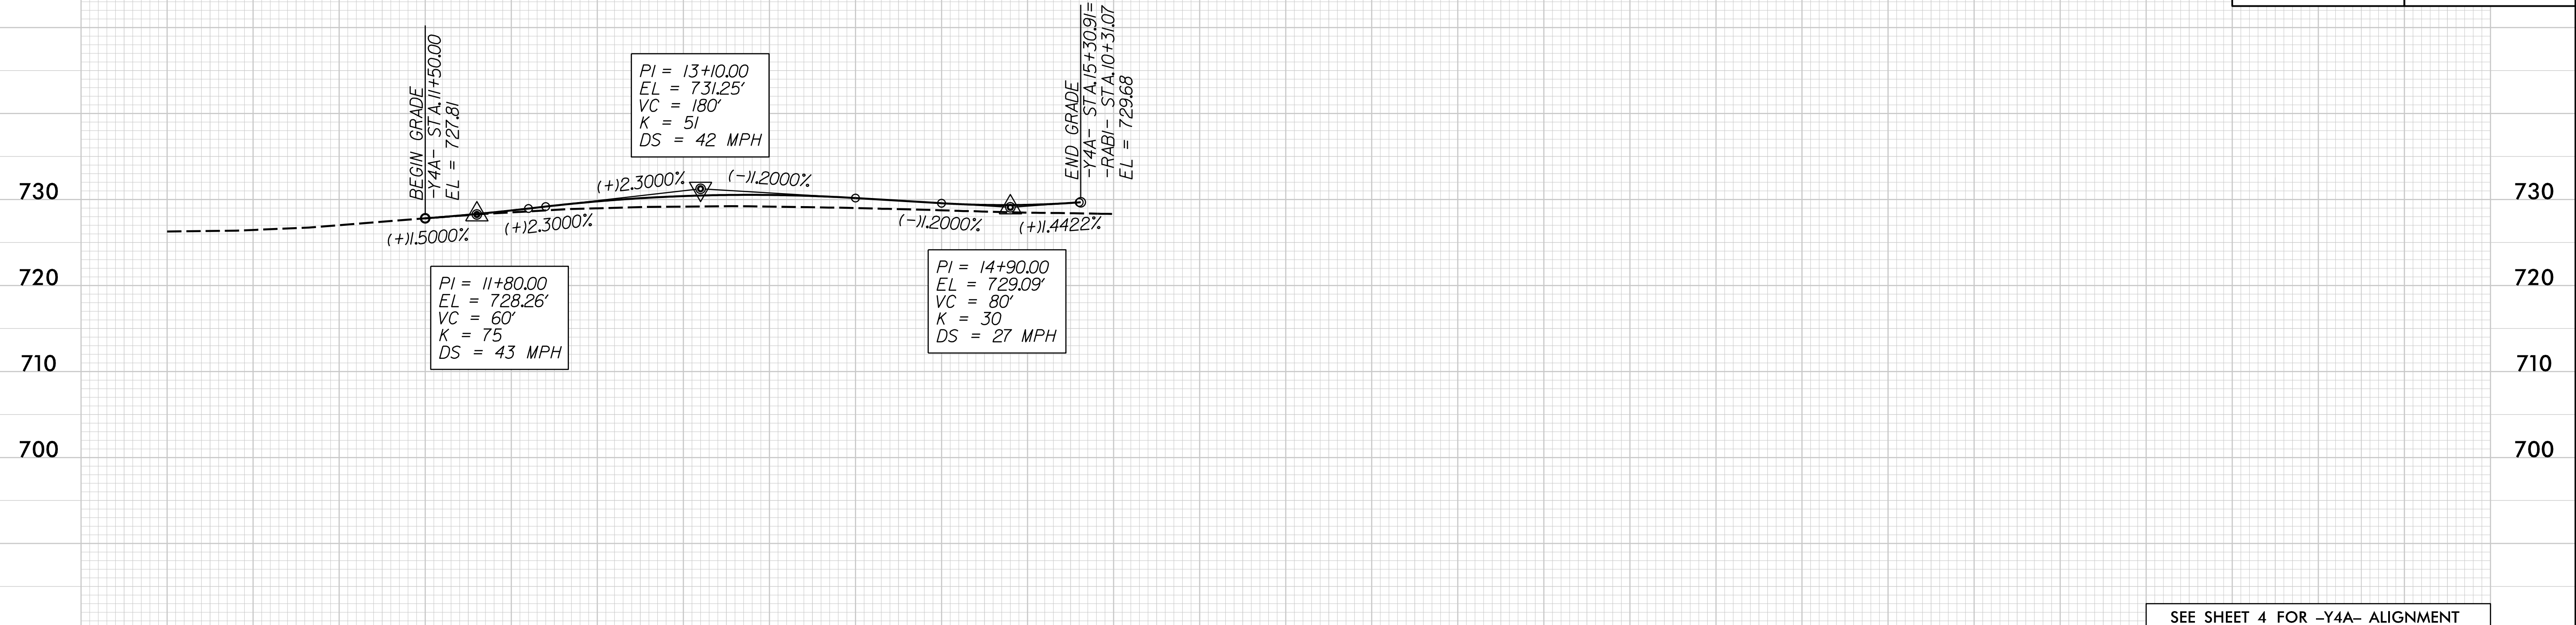 BEGIN GRADE
-Y4A- STA.11+50.00
EL = 727.81
PI = 13+10.00
EL = 731.25'
VC = 180'
K = 51
DS = 42 MPH
END GRADE
-Y4A- STA.15+30.91=
-RAB1- STA.10+31.07
EL = 729.68
(+)2.3000%
(-)1.2000%
730
730
(+)1.5000%
(+)2.3000%
(-)1.2000%
(+)1.4422%
PI = 11+80.00
EL = 728.26'
VC = 60'
K = 75
DS = 43 MPH
PI = 14+90.00
EL = 729.09'
VC = 80'
K = 30
DS = 27 MPH
720
720
710
710
700
700
SEE SHEET 4 FOR -Y4A- ALIGNMENT